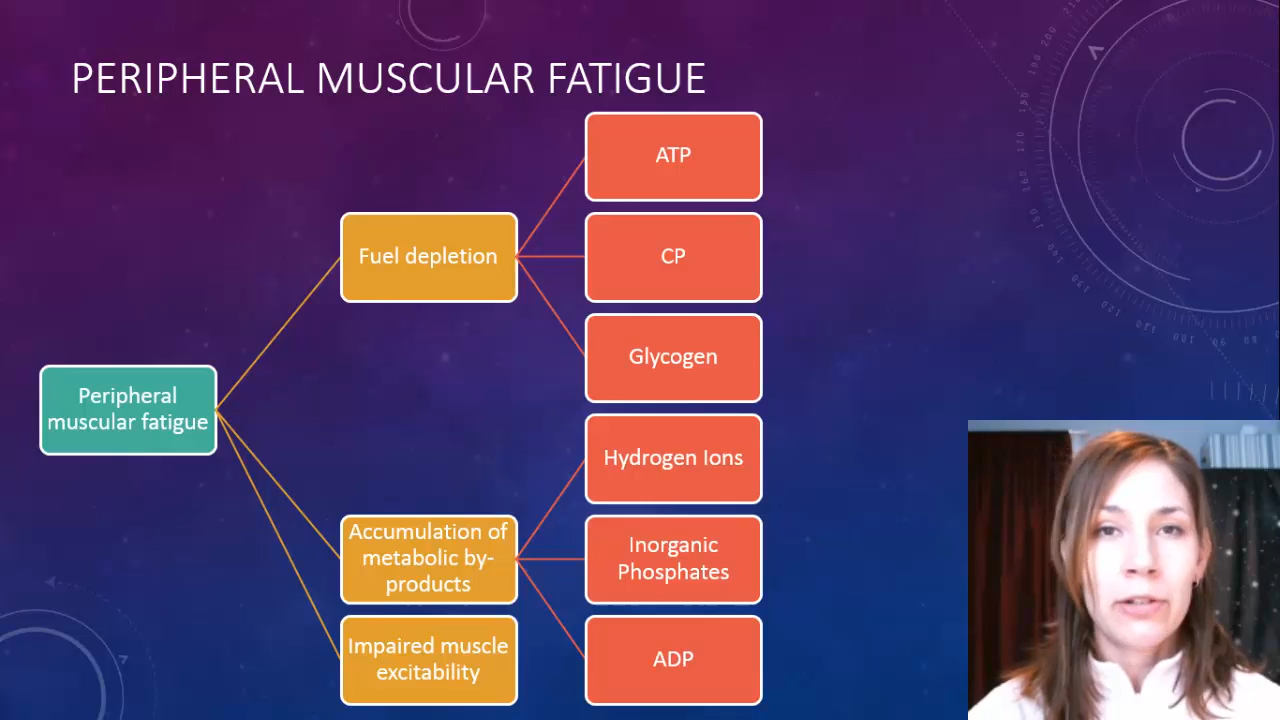 PERIPHERAL MUSCULAR FATIGUE
Peripheral
muscular fatigue
Fuel depletion
ATP
CP
Glycogen
Accumulation of
metabolic by-
products
Hydrogen Ions
Inorganic
Phosphates
ADP
Impaired muscle
excitability